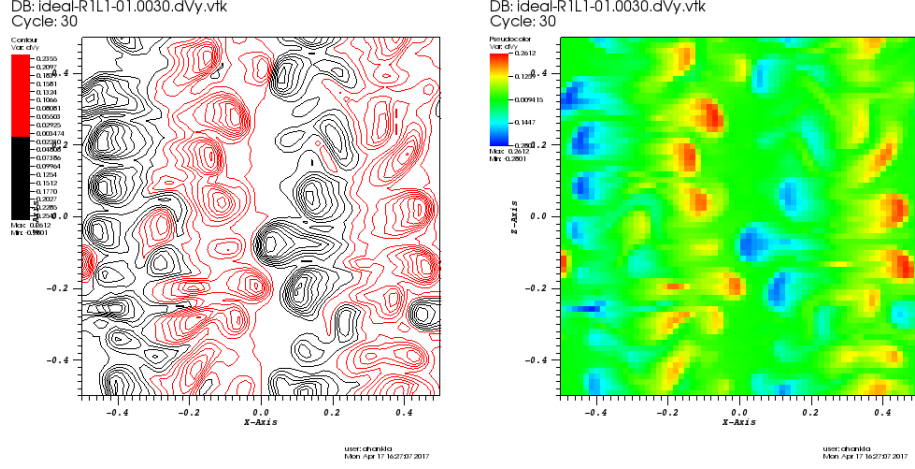 DB: ideal-R1L1-01.0030.dVy.vtk
Cycle: 30
Contour
Var: dVy
0.2355
0.2097
0.1581
0.1324
0.1066
0.08081
0.05503
0.02925
0.003474
0.07386
0.09964
0.1254
0.1512
0.1770
0.2027
Max: 0.2612
0.4
0.2
0.0
-0.2
-0.4
-0.4
-0.2
0.0
0.2
0.4
X-Axis
user: ahankla
Mon Apr 17 16:27:07 2017
DB: ideal-R1L1-01.0030.dVy.vtk
Cycle: 30
Pseudocolor
Var: dVy
0.2612
0.009415
-0.1447
Max: 0.2612
Min: -0.2801
Z-Axis
0.4
0.2
0.0
-0.2
-0.4
-0.4
-0.2
0.0
0.2
0.4
X-Axis
user: ahankla
Mon Apr 17 16:27:07 2017